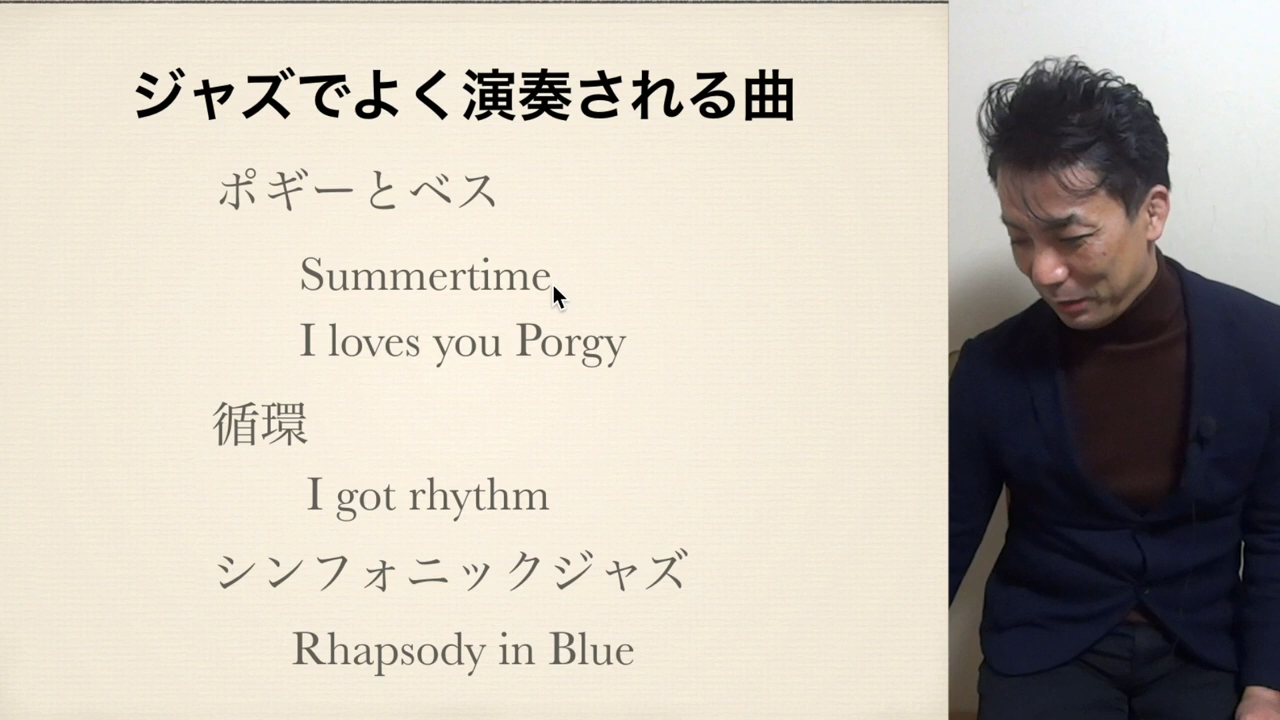 ジャズでよく演奏される曲
ポギーとベス
Summertime
I loves you Porgy
循環
I got rhythm
シンフォニックジャズ
Rhapsody in Blue